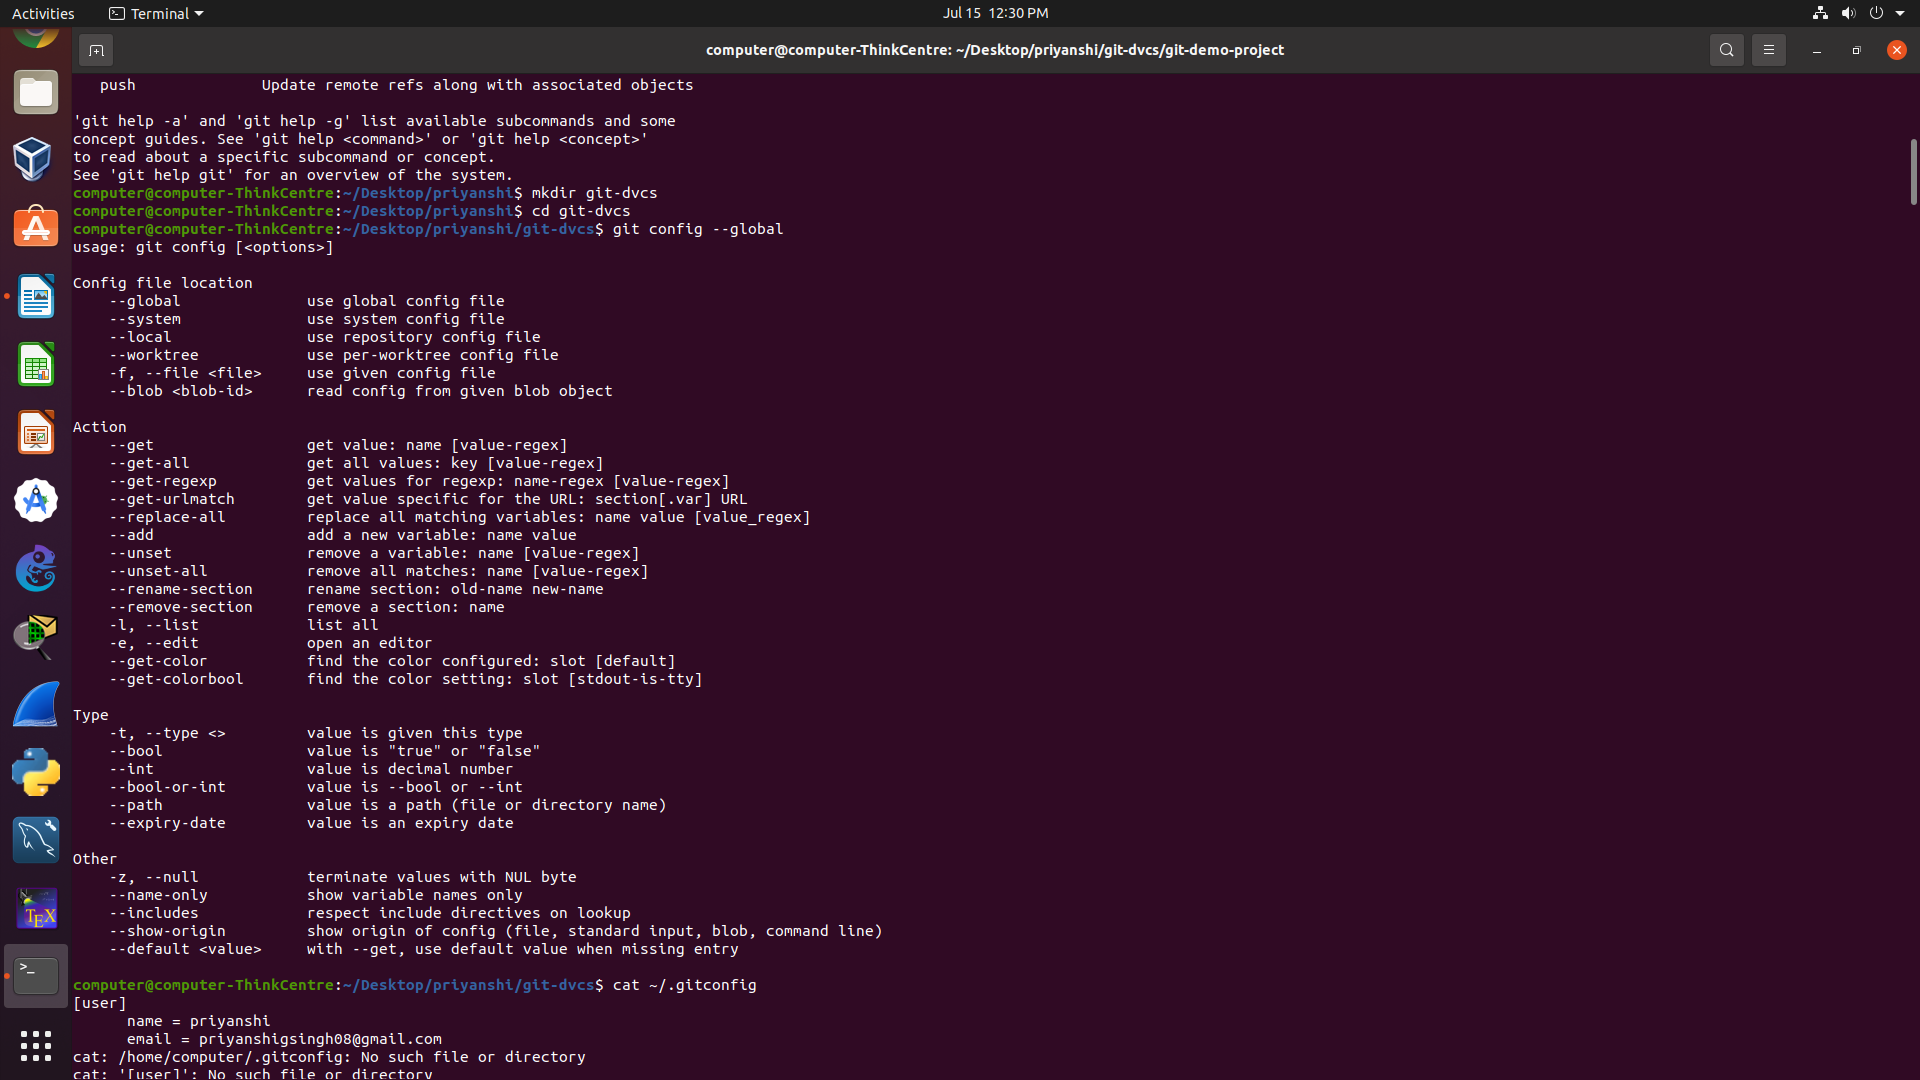 Activities
Terminal
Jul 15 12:30 PM
computer@computer-ThinkCentre: ~/Desktop/priyanshi/git-dvcs/git-demo-project
push Update remote refs along with associated objects
'git help -a' and 'git help -g' list available subcommands and some
concept guides. See 'git help <command>' or 'git help <concept>'
to read about a specific subcommand or concept.
See 'git help git' for an overview of the system.
computer@computer-ThinkCentre:~/Desktop/priyanshi$ mkdir git-dvcs
computer@computer-ThinkCentre:~/Desktop/priyanshi$ cd git-dvcs
computer@computer-ThinkCentre:~/Desktop/priyanshi/git-dvcs$ git config --global
usage: git config [<options>]
Config file location
--global use global config file
--system use system config file
--local use repository config file
--worktree use per-worktree config file
-f, --file <file> use given config file
--blob <blob-id> read config from given blob object
Action
--get get value: name [value-regex]
--get-all get all values: key [value-regex]
--get-regexp get values for regexp: name-regex [value-regex]
--get-urlmatch get value specific for the URL: section[.var] URL
--replace-all replace all matching variables: name value [value_regex]
--add add a new variable: name value
--unset remove a variable: name [value-regex]
--unset-all remove all matches: name [value-regex]
--rename-section rename section: old-name new-name
--remove-section remove a section: name
-l, --list list all
-e, --edit open an editor
--get-color find the color configured: slot [default]
--get-colorbool find the color setting: slot [stdout-is-tty]
Type
-t, --type <> value is given this type
--bool value is "true" or "false"
--int value is decimal number
--bool-or-int value is --bool or --int
--path value is a path (file or directory name)
--expiry-date value is an expiry date
Other
-z, --null terminate values with NUL byte
--name-only show variable names only
--includes respect include directives on lookup
--show-origin show origin of config (file, standard input, blob, command line)
--default <value> with --get, use default value when missing entry
computer@computer-ThinkCentre:~/Desktop/priyanshi/git-dvcs$ cat ~/.gitconfig
[user]
name = priyanshi
email = priyanshigsingh08@gmail.com
cat: /home/computer/.gitconfig: No such file or directory
cat: '[user]': No such file or directory
TEX